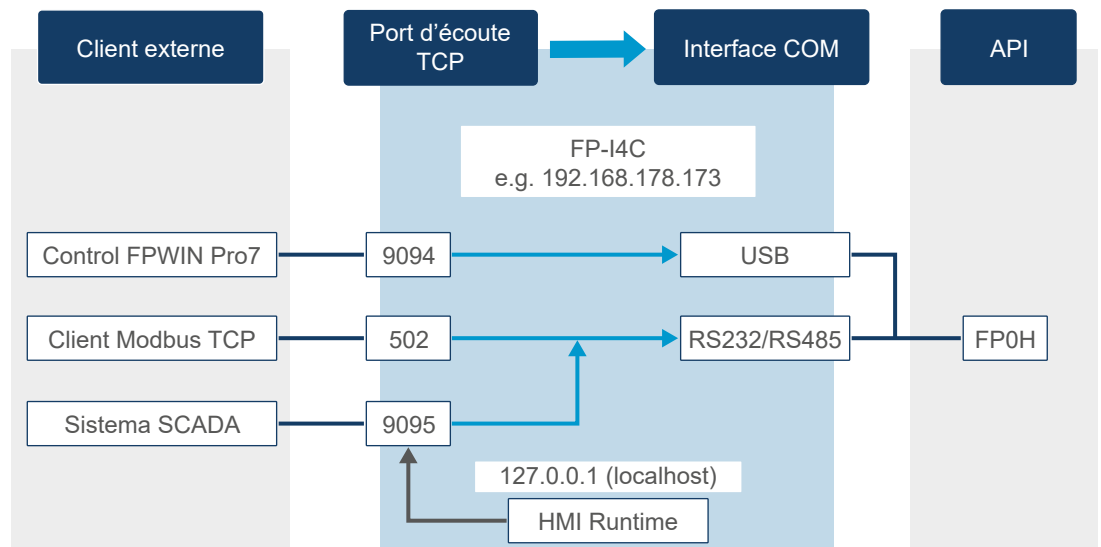 Client externe
Port d'écoute
TCP
Interface COM
API
FP-I4C
e.g. 192.168.178.173
Control FPWIN Pro7
9094
USB
Client Modbus TCP
502
RS232/RS485
FP0H
Sistema SCADA
9095
127.0.0.1 (localhost)
HMI Runtime